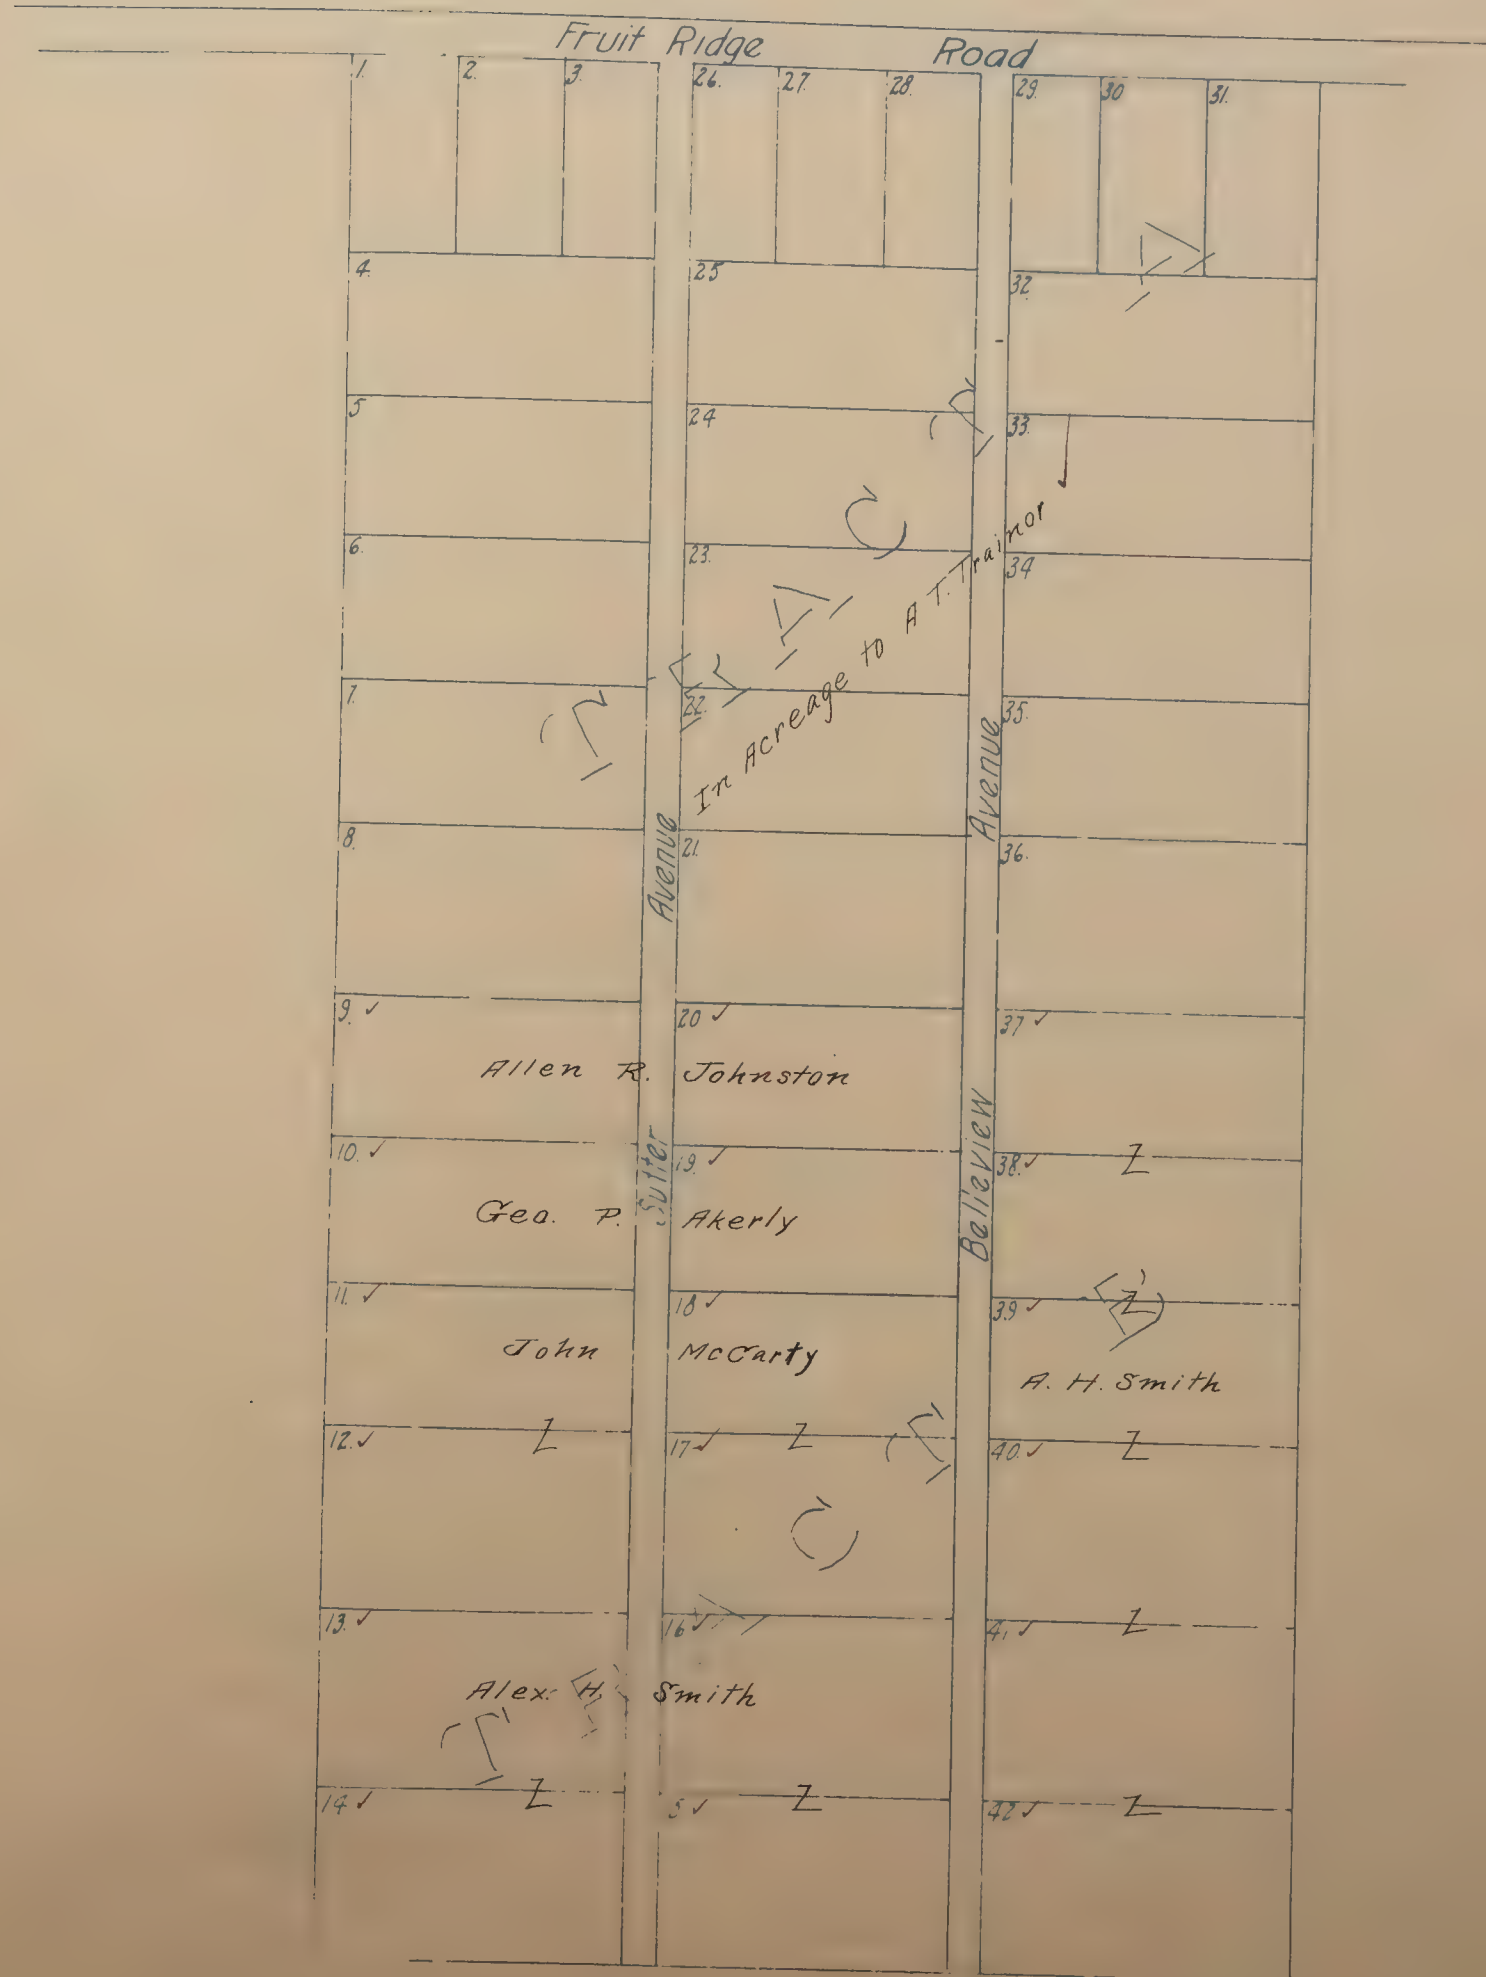 Fruit Ridge Road
1. 2. 3. 26. 27. 28. 29. 30 31.
4. 25 32.
5 24 33.
6. 23. 34
In Acreage to A T. Trainor
7. 22. 35.
Avenue Avenue
8. 21. 36.
9. ✓ 20 ✓ 37 ✓
Allen R. Johnston
10. ✓ 19. ✓ 38. ✓ Z
Sutter Bellevíew
Geo. P. Akerly
11. ✓ 18 ✓ 39 ✓ Z
John McCarty
A. H. Smith
12. ✓ Z 17 ✓ Z 40. ✓ Z
13. ✓ 16 ✓ 41 ✓ Z
Alex. H. Smith
14 ✓ Z 5 ✓ Z 42 ✓ Z